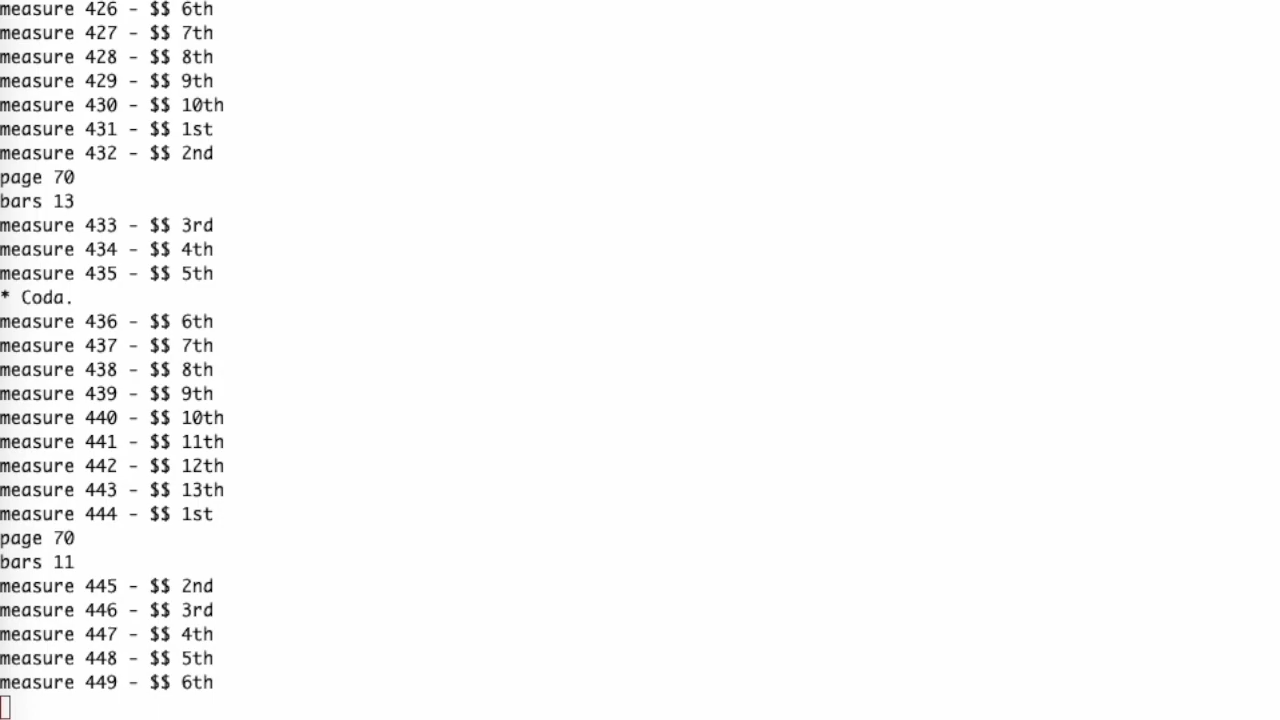 measure 426 - $$ 6th
measure 427 - $$ 7th
measure 428 - $$ 8th
measure 429 - $$ 9th
measure 430 - $$ 10th
measure 431 - $$ 1st
measure 432 - $$ 2nd
page 70
bars 13
measure 433 - $$ 3rd
measure 434 - $$ 4th
measure 435 - $$ 5th
* Coda.
measure 436 - $$ 6th
measure 437 - $$ 7th
measure 438 - $$ 8th
measure 439 - $$ 9th
measure 440 - $$ 10th
measure 441 - $$ 11th
measure 442 - $$ 12th
measure 443 - $$ 13th
measure 444 - $$ 1st
page 70
bars 11
measure 445 - $$ 2nd
measure 446 - $$ 3rd
measure 447 - $$ 4th
measure 448 - $$ 5th
measure 449 - $$ 6th